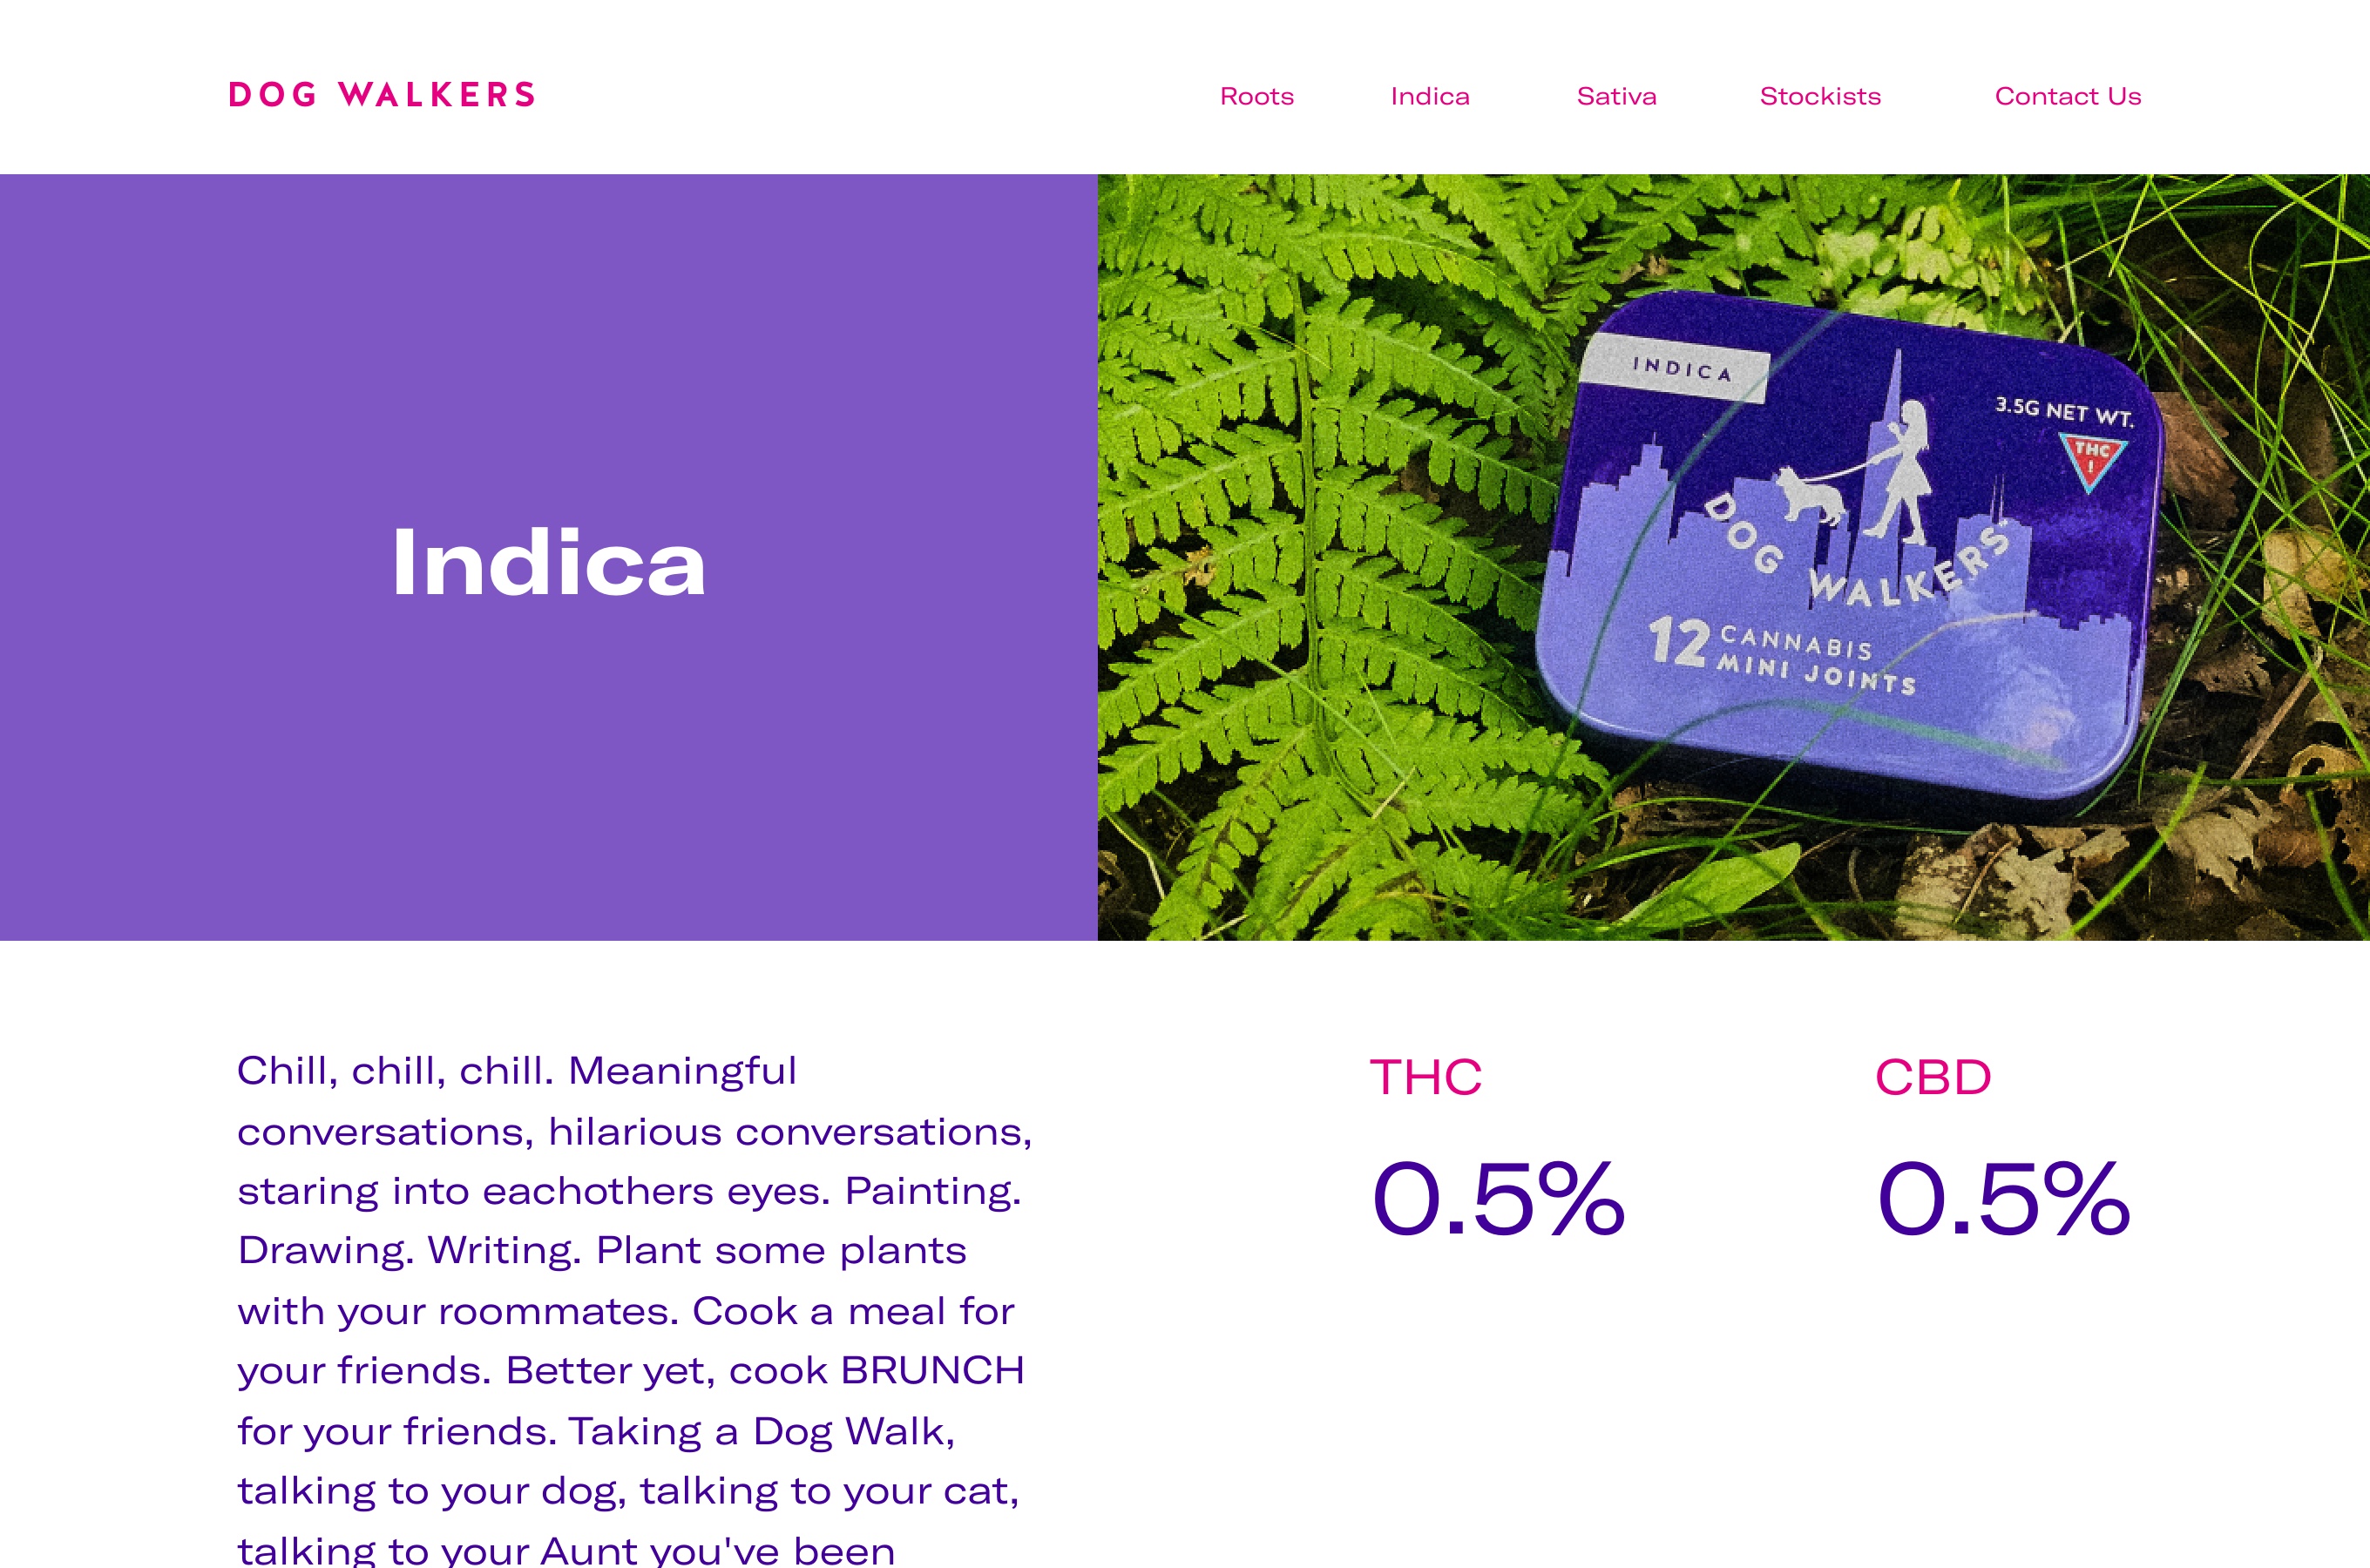 DOG WALKERS
Roots Indica Sativa Stockists Contact Us
Indica
INDICA
3.5G NET WT.
THC
!
DOG WALKERS™
12 CANNABIS
MINI JOINTS
Chill, chill, chill. Meaningful
conversations, hilarious conversations,
staring into eachothers eyes. Painting.
Drawing. Writing. Plant some plants
with your roommates. Cook a meal for
your friends. Better yet, cook BRUNCH
for your friends. Taking a Dog Walk,
talking to your dog, talking to your cat,
talking to your Aunt you've been
THC
0.5%
CBD
0.5%